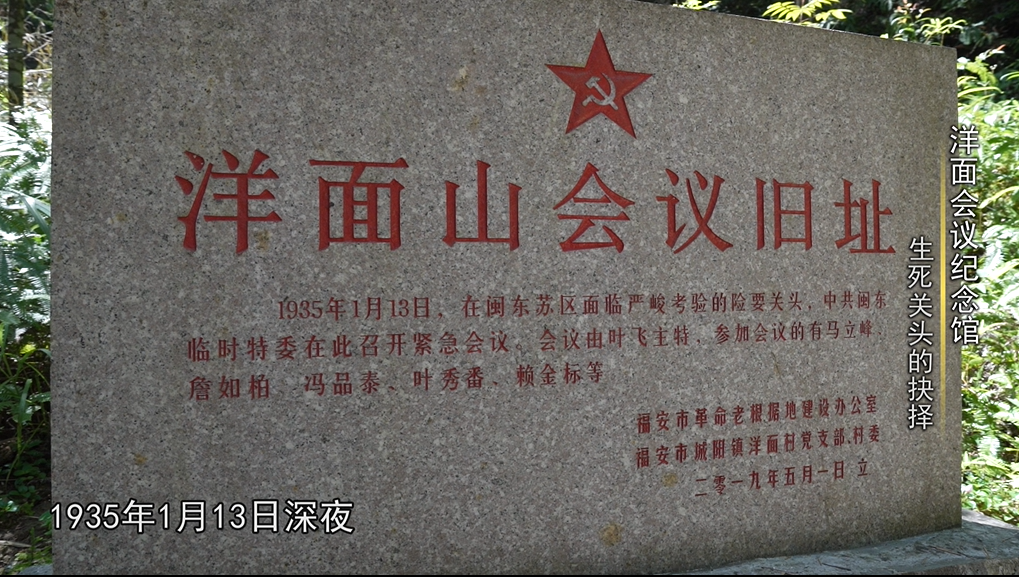 洋面山会议旧址
1935年1月13日，在闽东苏区面临严峻考验的险要关头，中共闽东
临时特委在此召开紧急会议。会议由叶飞主特，参加会议的有马立峰、
詹如柏 冯品泰、叶秀番、赖金标等
福安市革命老根据地建设办公室
福安市城阳镇洋面村党支部、村委
二零一九年五月一日 立
洋面会议纪念馆
生死关头的抉择
1935年1月13日深夜